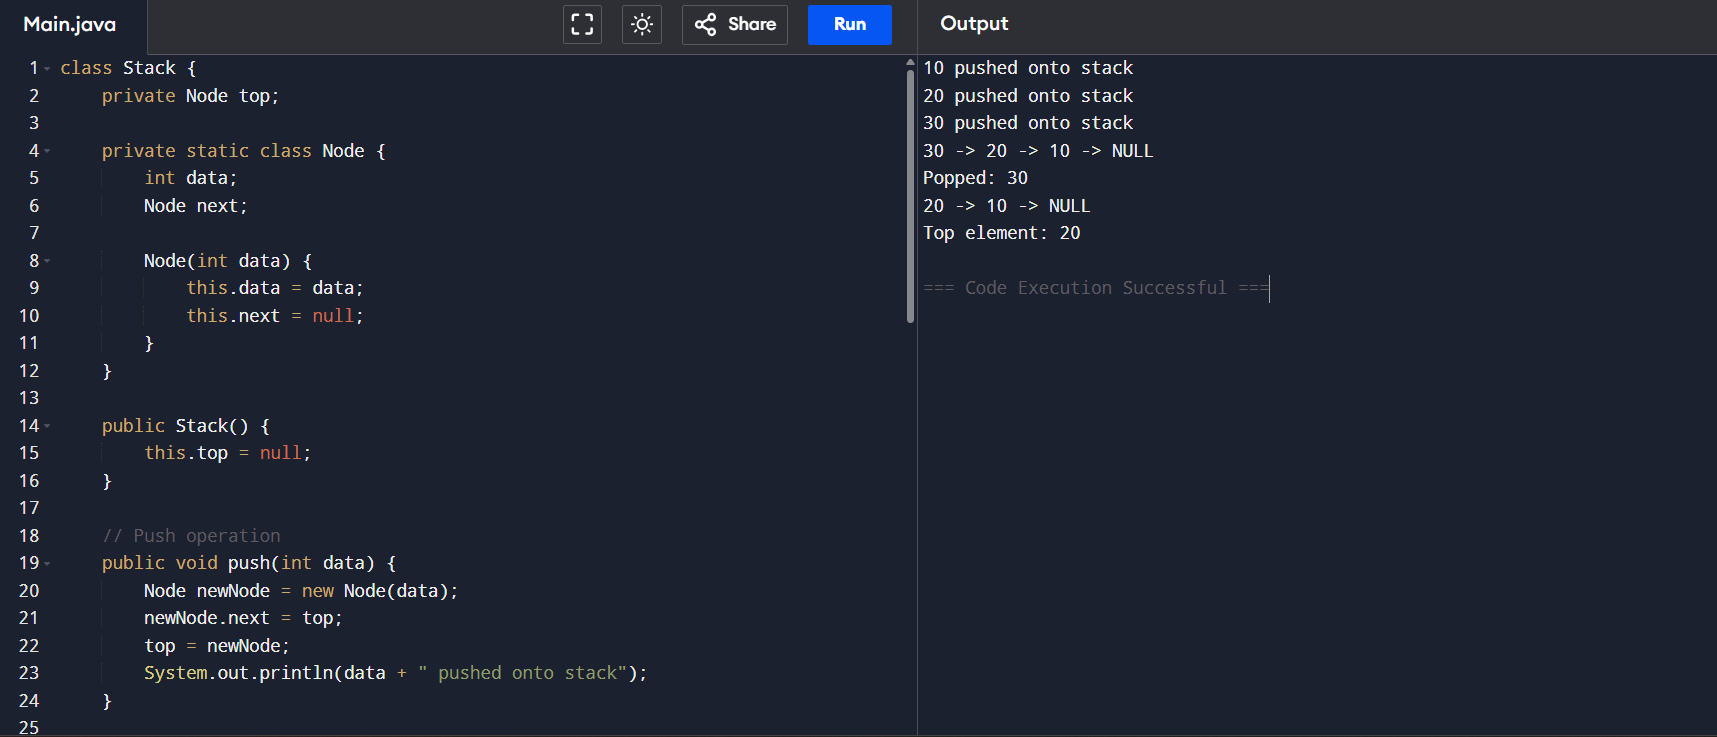 Main.java
Share
Run
Output
1 class Stack {
2     private Node top;
3
4     private static class Node {
5         int data;
6         Node next;
7
8         Node(int data) {
9             this.data = data;
10             this.next = null;
11         }
12     }
13
14     public Stack() {
15         this.top = null;
16     }
17
18     // Push operation
19     public void push(int data) {
20         Node newNode = new Node(data);
21         newNode.next = top;
22         top = newNode;
23         System.out.println(data + " pushed onto stack");
24     }
25
10 pushed onto stack
20 pushed onto stack
30 pushed onto stack
30 -> 20 -> 10 -> NULL
Popped: 30
20 -> 10 -> NULL
Top element: 20
=== Code Execution Successful ===